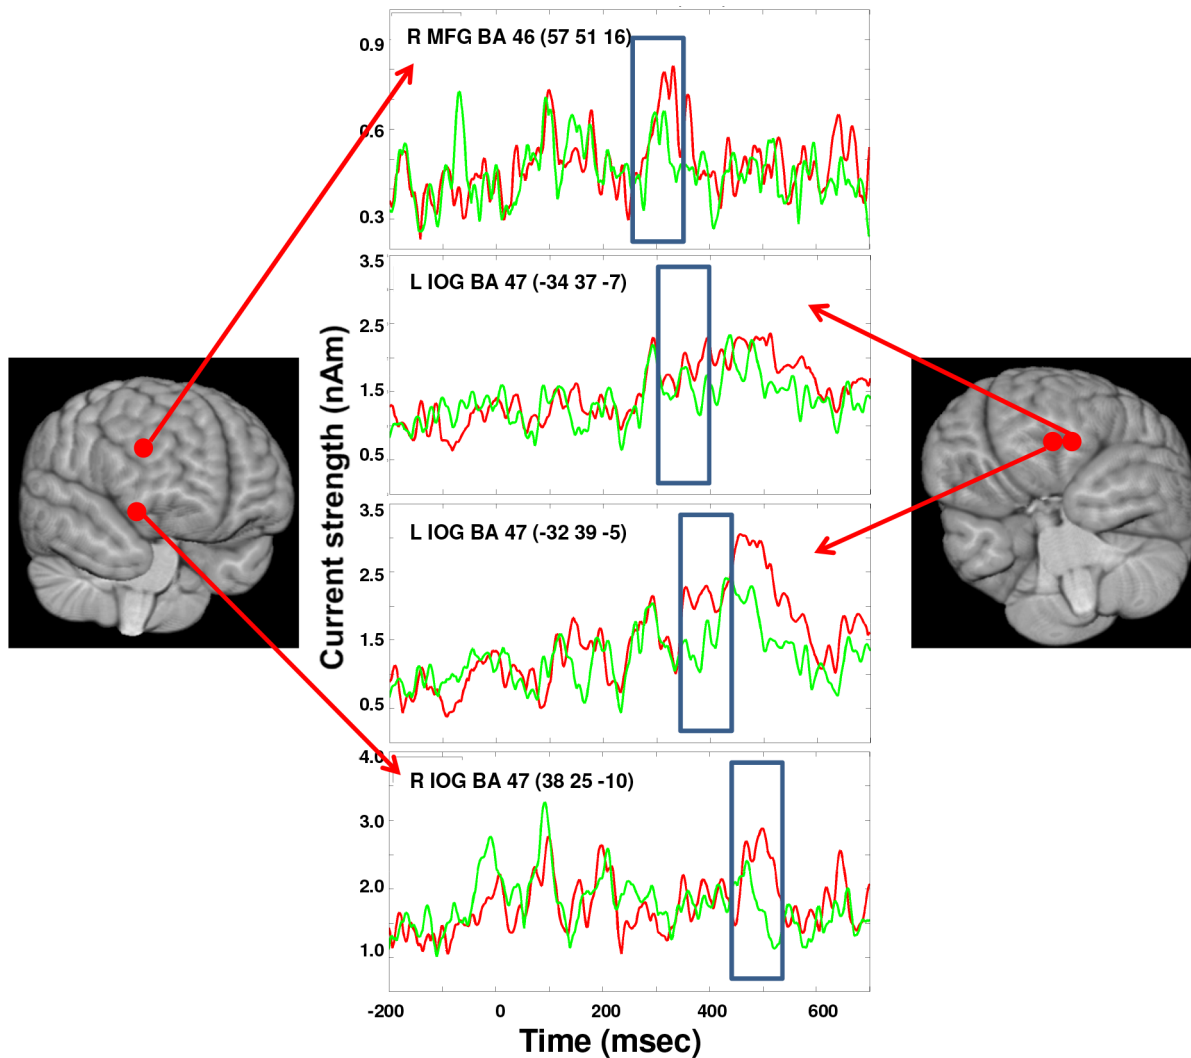 R MFG BA 46 (57 51 16)
0.9
0.6
0.3
L IOG BA 47 (-34 37 -7)
3.5
2.5
1.5
0.5
L IOG BA 47 (-32 39 -5)
3.5
2.5
1.5
0.5
R IOG BA 47 (38 25 -10)
4.0
3.0
2.0
1.0
-200 0 200 400 600
Time (msec)
Current strength (nAm)